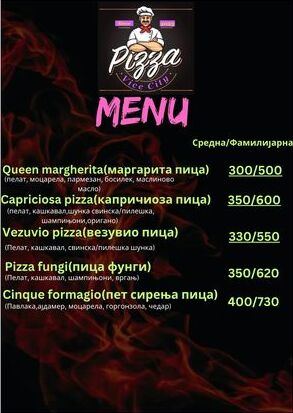 Pizza
Vice City
MENU
Средна/Фамилијарна
Queen margherita(маргарита пица) 300/500
(пелат, моцарела, пармезан, босилек, маслиново
масло)
Capriciosa pizza(капричиоза пица) 350/600
(пелат, кашкавал,шунка свинска/пилешка,
шампињони,оригано)
Vezuvio pizza(везувио пица) 330/550
(Пелат, кашкавал, свинска/пилешка шунка)
Pizza fungi(пица фунги) 350/620
(Пелат, кашкавал, шампињони, вргањ)
Cinque formagio(пет сирења пица) 400/730
(Павлака,ајдамер, моцарела, горгонзола, чедар)